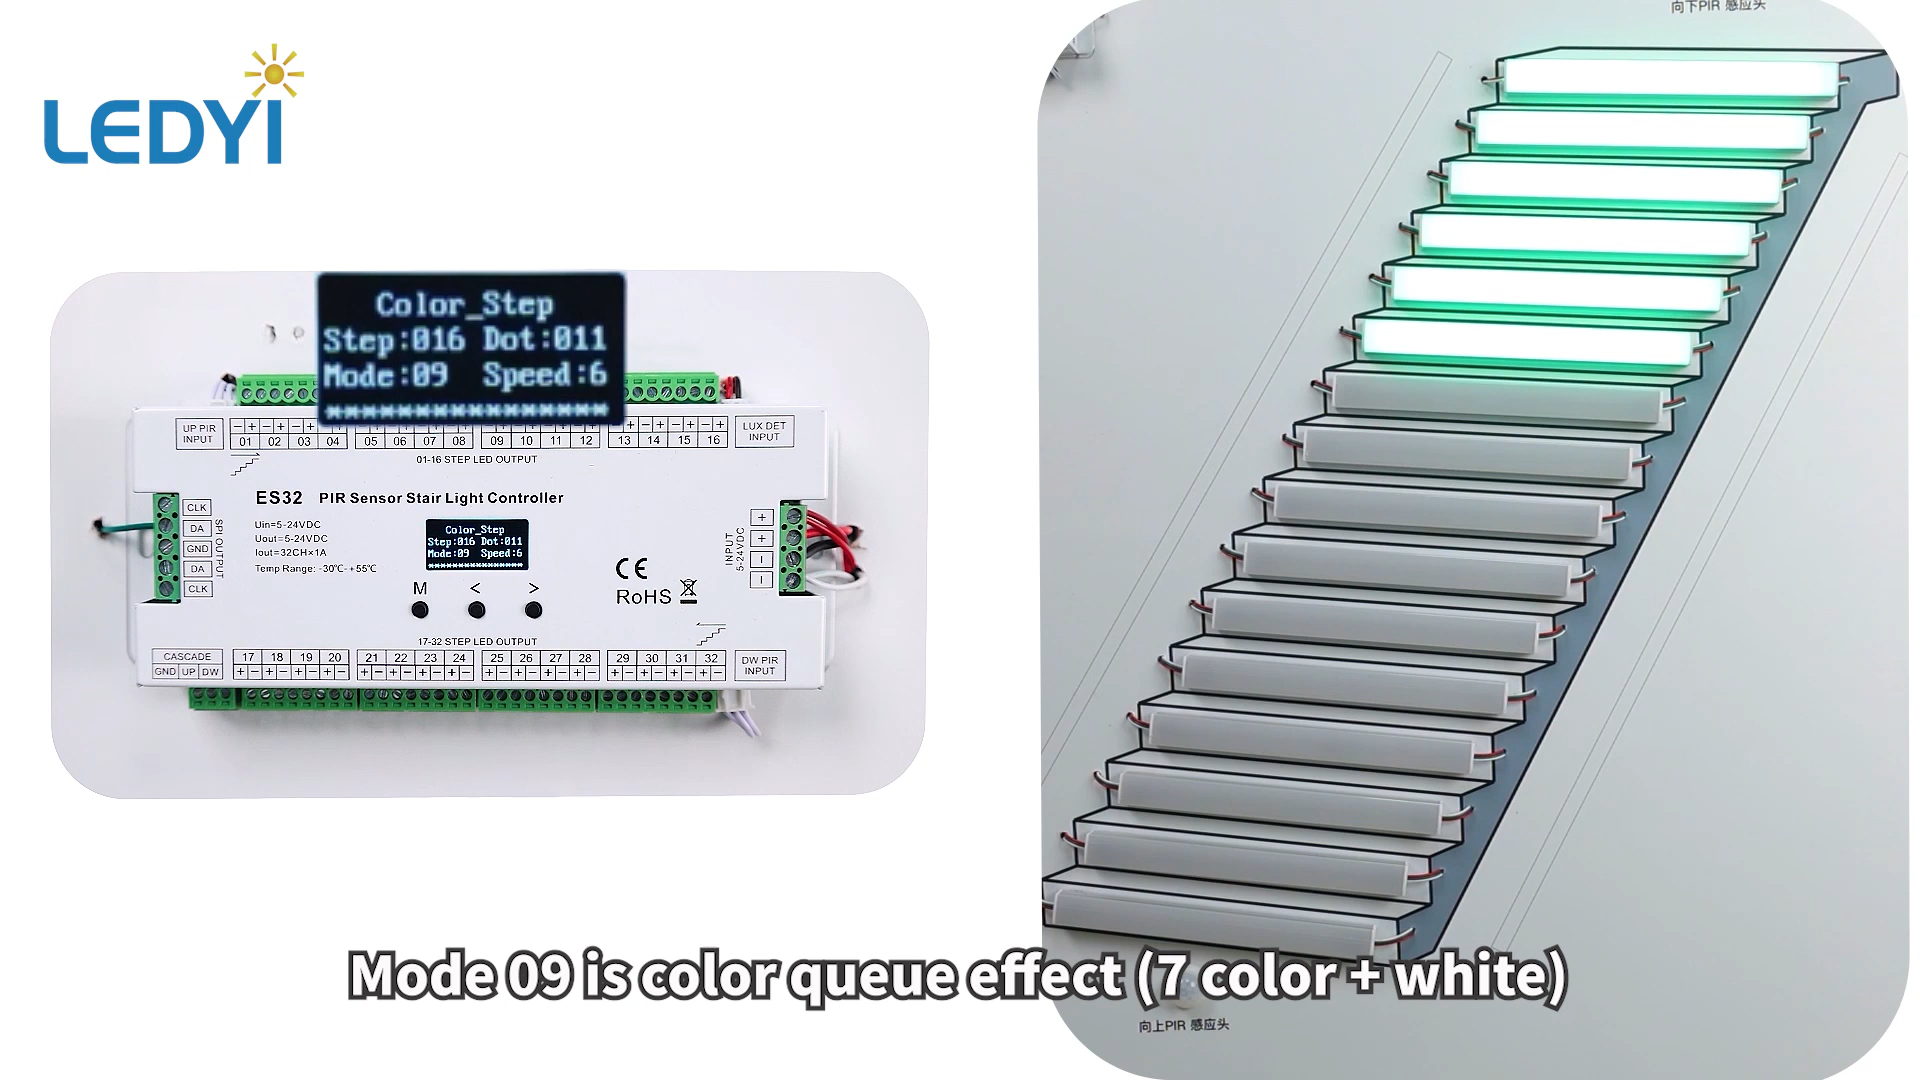 LEDYI
向下PIR 感应头
Color_Step
Step:016 Dot:011
Mode:09 Speed:6
****************
UP PIR INPUT
- + - + - + - +
01 02 03 04
05 06 07 08
09 10 11 12
13 14 15 16
LUX DET INPUT
01-16 STEP LED OUTPUT
ES32 PIR Sensor Stair Light Controller
Uin=5-24VDC
Uout=5-24VDC
Iout=32CH×1A
Temp Range: -30℃-+55℃
CLK
DA
GND
DA
CLK
SPI OUTPUT
Color_Step
Step:016 Dot:011
Mode:09 Speed:6
****************
M < >
CE
RoHS
INPUT
5-24VDC
+
+
-
-
17-32 STEP LED OUTPUT
CASCADE
GND UP DW
17 18 19 20
21 22 23 24
25 26 27 28
29 30 31 32
+ - + - + - + -
+ - + - + - + -
+ - + - + - + -
+ - + - + - + -
DW PIR INPUT
Mode 09 is color queue effect (7 color + white)
向上PIR 感应头